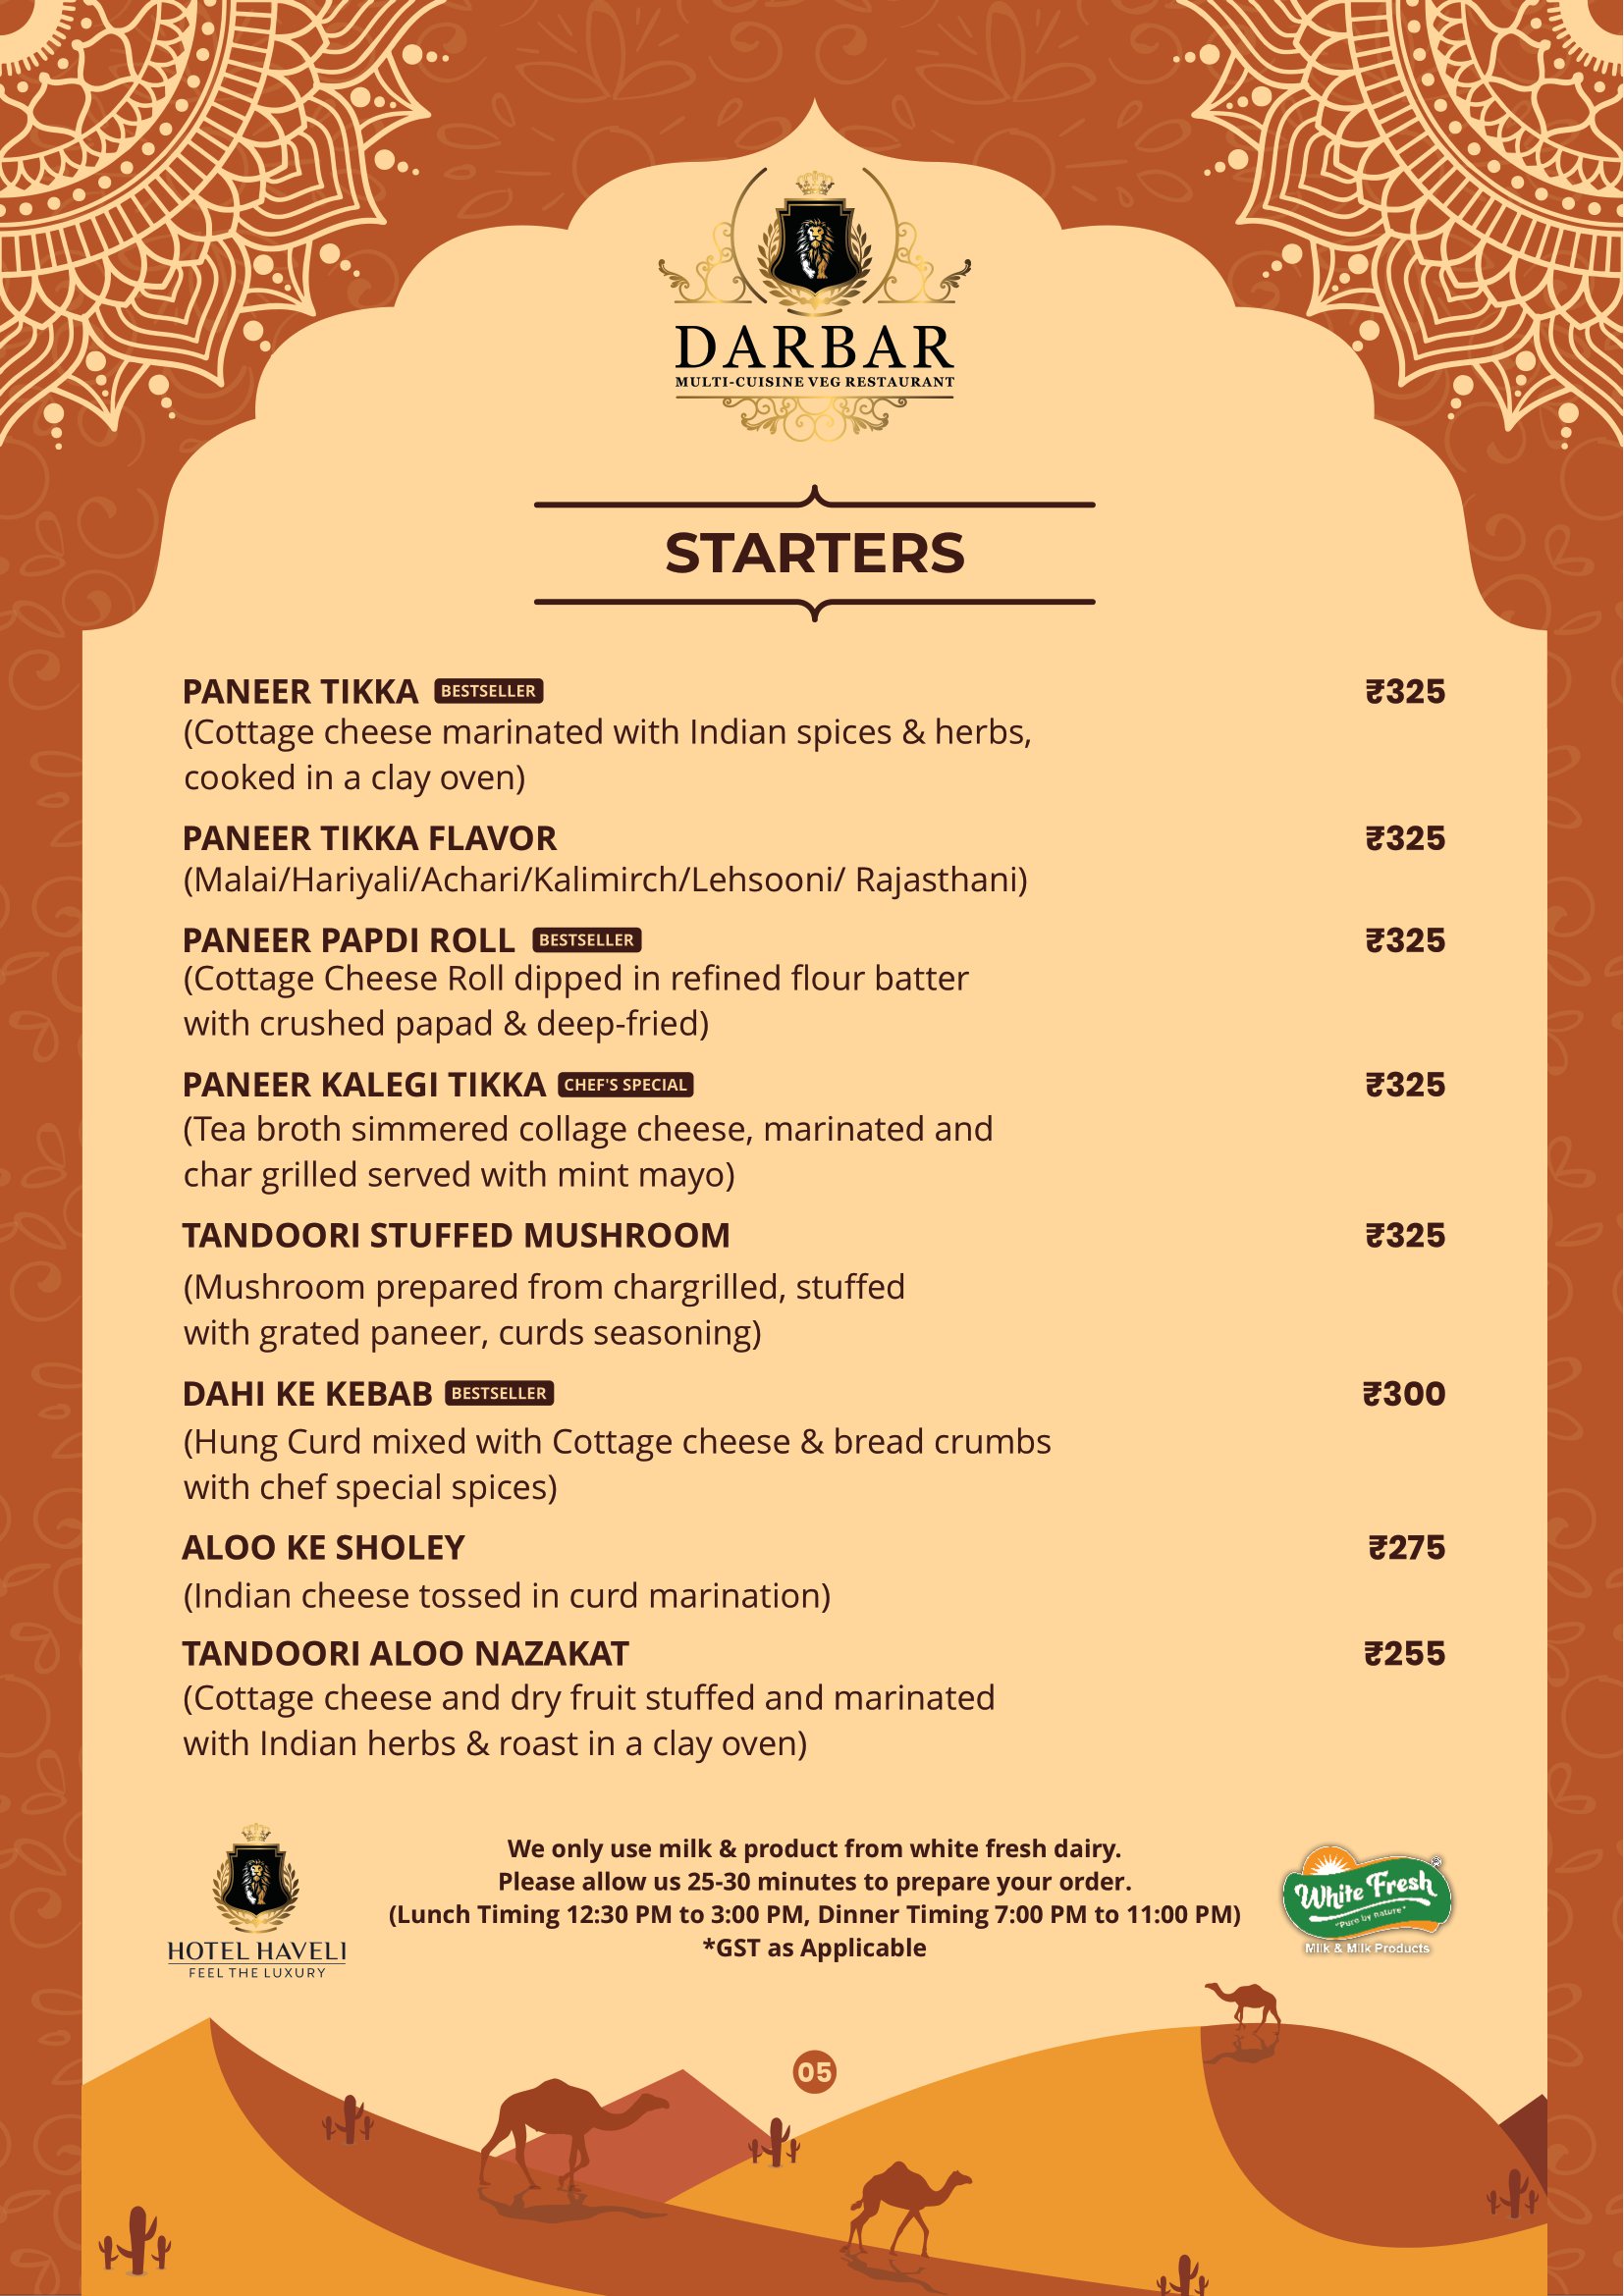 DARBAR
MULTI-CUISINE VEG RESTAURANT
STARTERS
PANEER TIKKA BESTSELLER ₹325
(Cottage cheese marinated with Indian spices & herbs,
cooked in a clay oven)
PANEER TIKKA FLAVOR ₹325
(Malai/Hariyali/Achari/Kalimirch/Lehsooni/ Rajasthani)
PANEER PAPDI ROLL BESTSELLER ₹325
(Cottage Cheese Roll dipped in refined flour batter
with crushed papad & deep-fried)
PANEER KALEGI TIKKA CHEF'S SPECIAL ₹325
(Tea broth simmered collage cheese, marinated and
char grilled served with mint mayo)
TANDOORI STUFFED MUSHROOM ₹325
(Mushroom prepared from chargrilled, stuffed
with grated paneer, curds seasoning)
DAHI KE KEBAB BESTSELLER ₹300
(Hung Curd mixed with Cottage cheese & bread crumbs
with chef special spices)
ALOO KE SHOLEY ₹275
(Indian cheese tossed in curd marination)
TANDOORI ALOO NAZAKAT ₹255
(Cottage cheese and dry fruit stuffed and marinated
with Indian herbs & roast in a clay oven)
We only use milk & product from white fresh dairy.
Please allow us 25-30 minutes to prepare your order.
(Lunch Timing 12:30 PM to 3:00 PM, Dinner Timing 7:00 PM to 11:00 PM)
*GST as Applicable
HOTEL HAVELI
FEEL THE LUXURY
White Fresh ®
"Pure by nature"
Milk & Milk Products
05